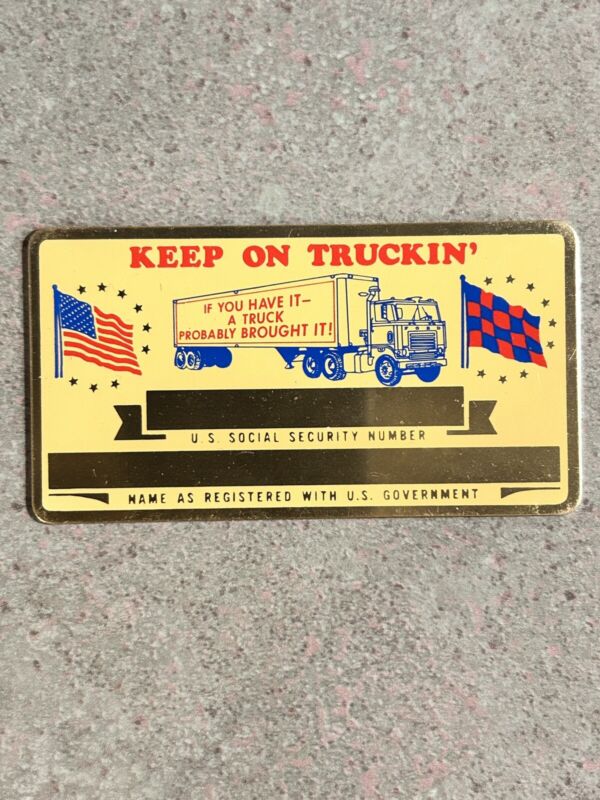 KEEP ON TRUCKIN'
IF YOU HAVE IT—
A TRUCK
PROBABLY BROUGHT IT!
U.S. SOCIAL SECURITY NUMBER
NAME AS REGISTERED WITH U.S. GOVERNMENT